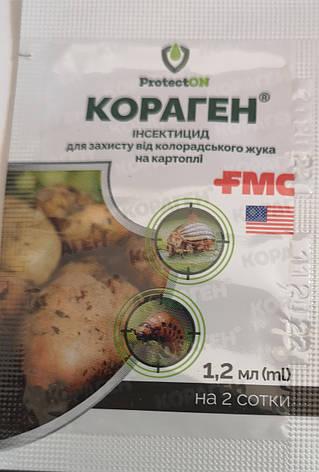 ProtectON
КОРАГЕН®
ІНСЕКТИЦИД
для захисту від колорадського жука
на картоплі
FMC
1,2 мл (ml)
на 2 сотки